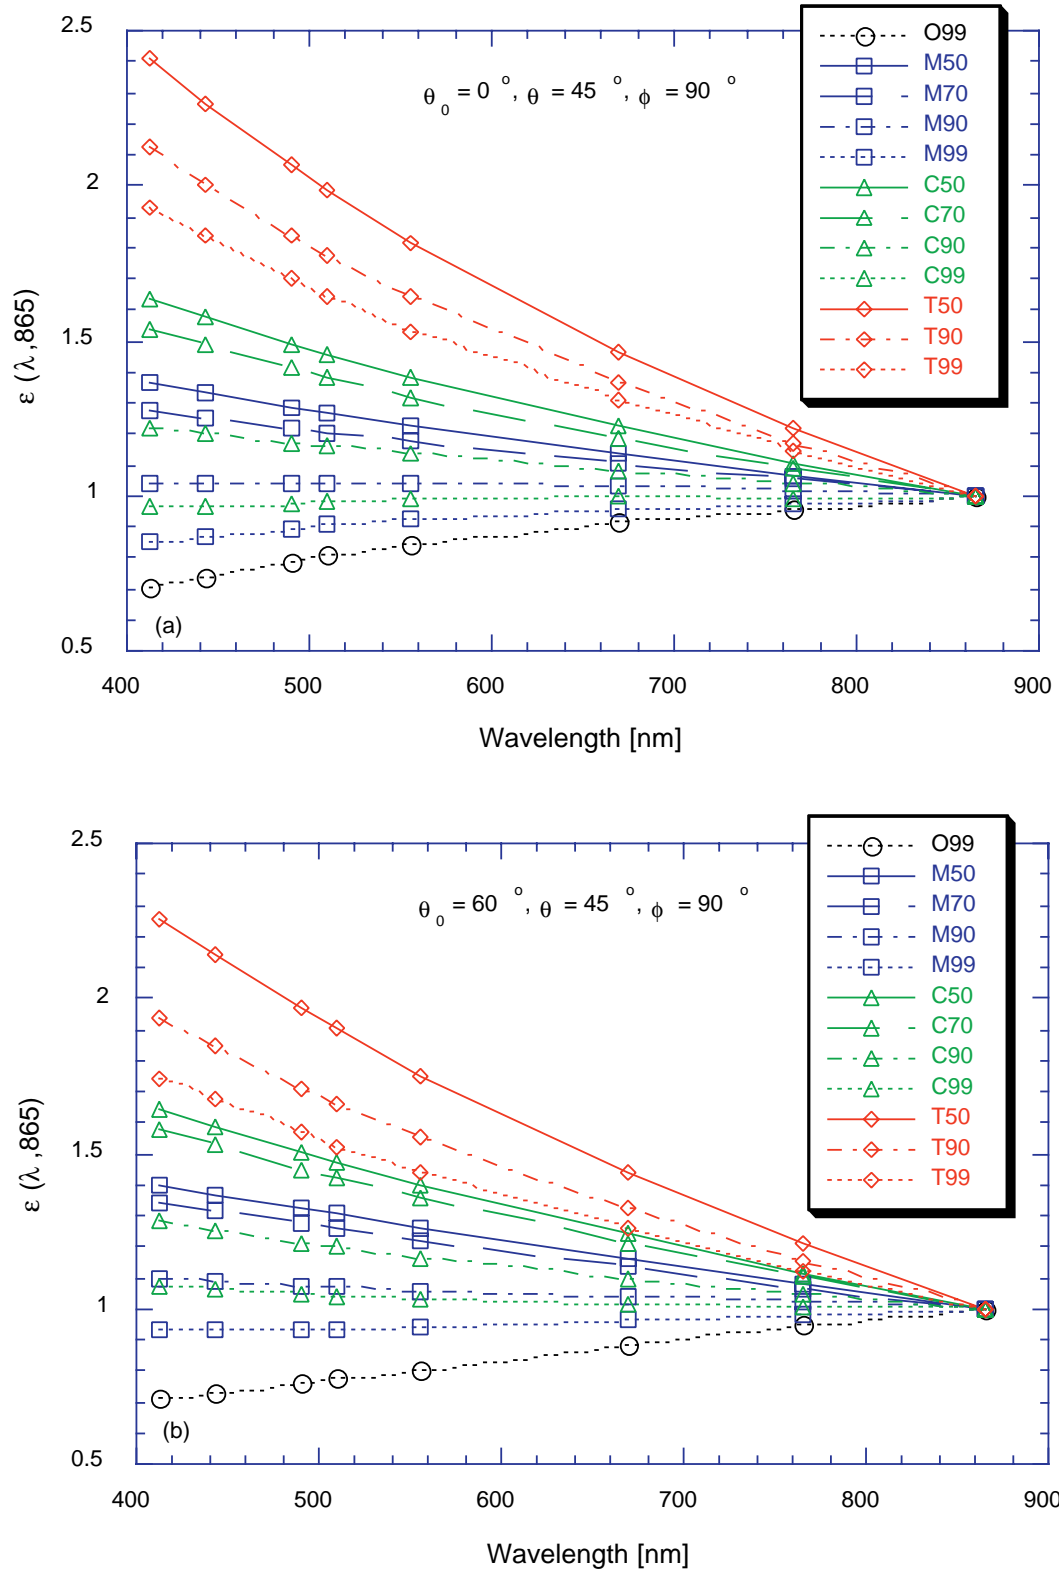 2.5
2
1.5
1
0.5
ε (λ,865)
θ0 = 0 °, θ = 45 °, ϕ = 90 °
O99
M50
M70
M90
M99
C50
C70
C90
C99
T50
T90
T99
(a)
400 500 600 700 800 900
Wavelength [nm]
2.5
2
1.5
1
0.5
ε (λ,865)
θ0 = 60 °, θ = 45 °, ϕ = 90 °
O99
M50
M70
M90
M99
C50
C70
C90
C99
T50
T90
T99
(b)
400 500 600 700 800 900
Wavelength [nm]